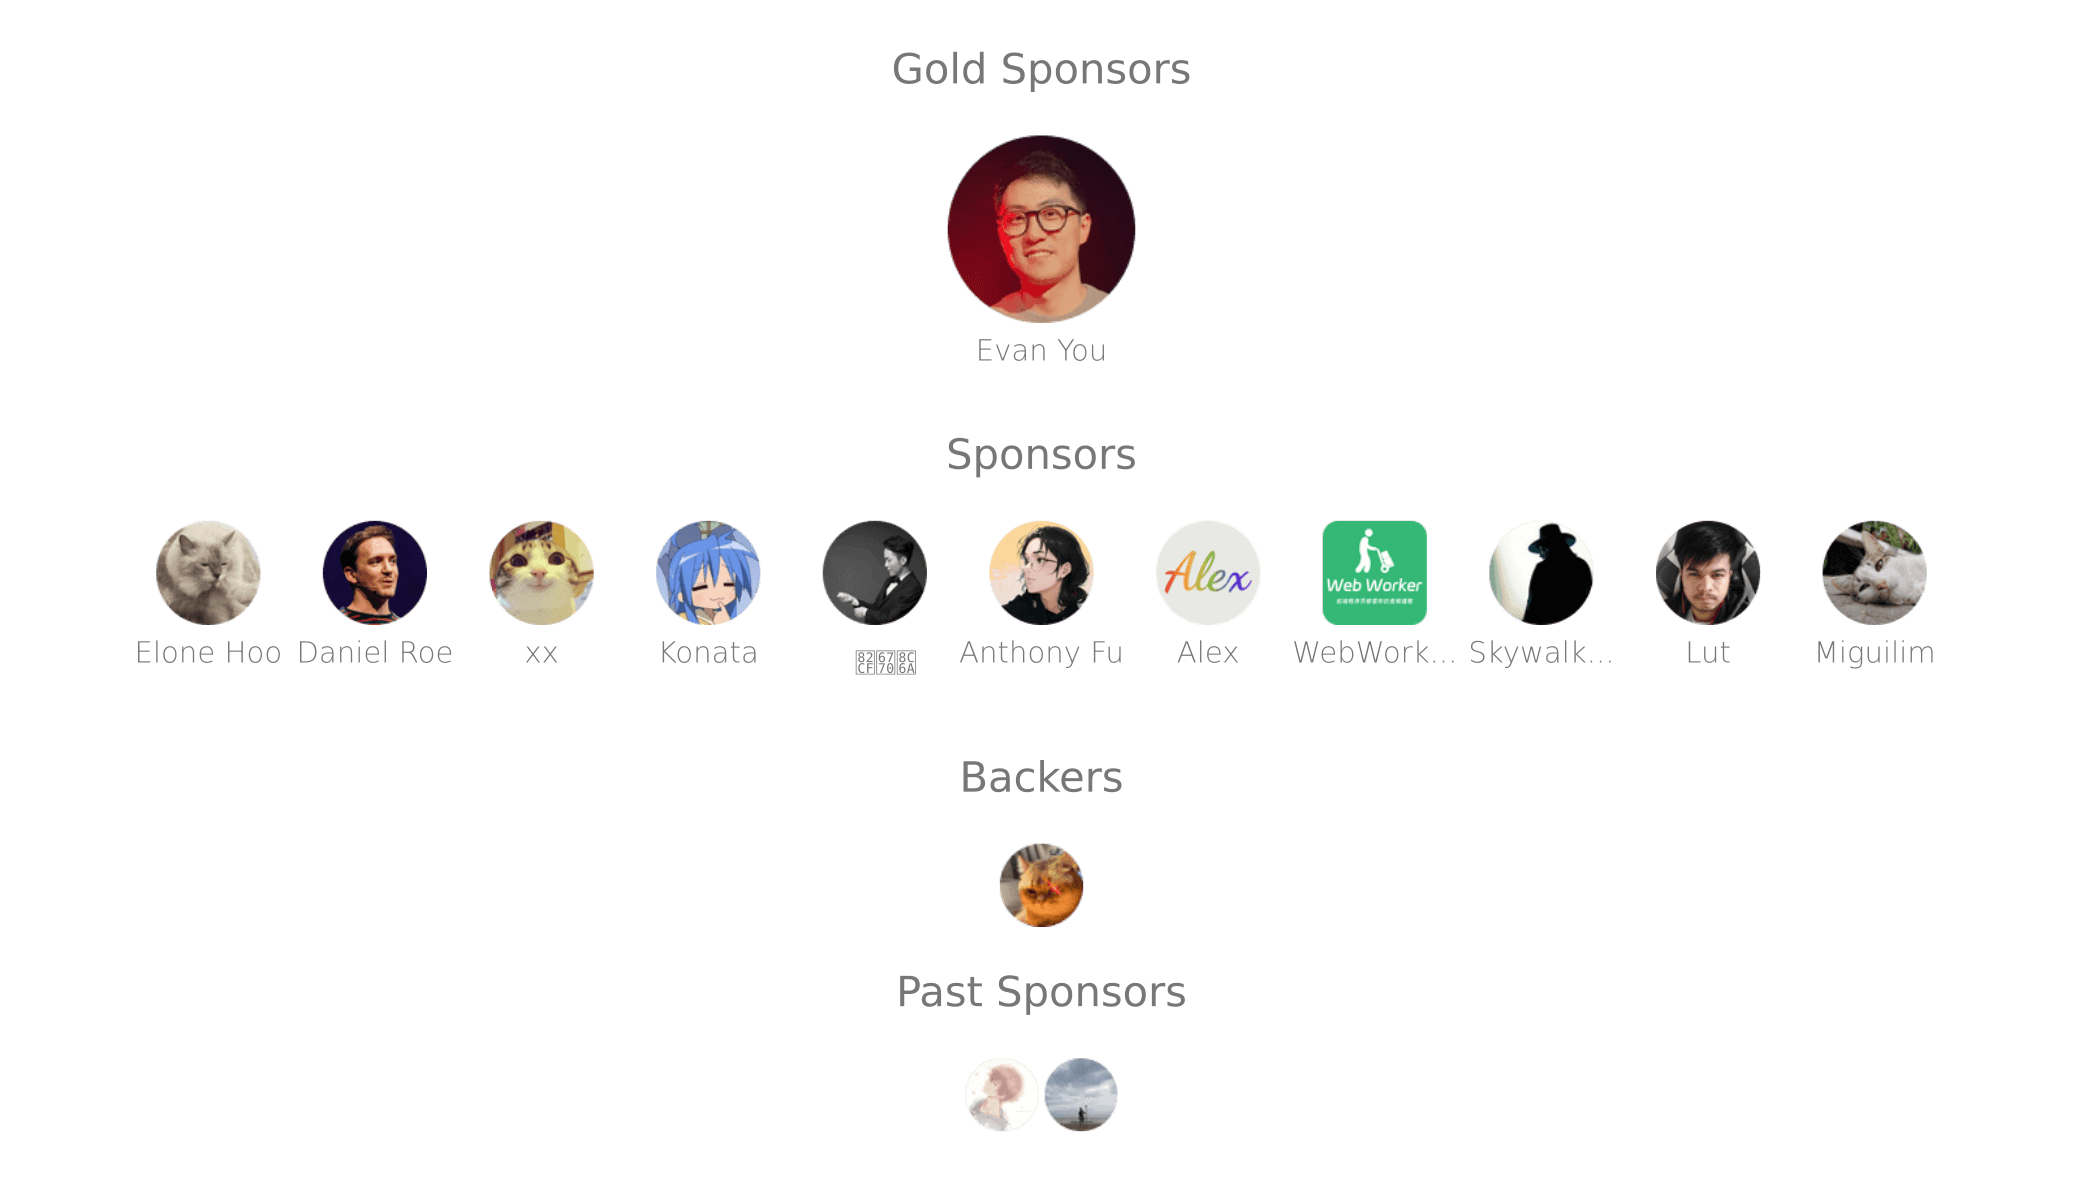 Gold Sponsors
Evan You
Sponsors
Alex
Web Worker
Elone Hoo
Daniel Roe
xx
Konata
Anthony Fu
Alex
WebWork...
Skywalk...
Lut
Miguilim
Backers
Past Sponsors